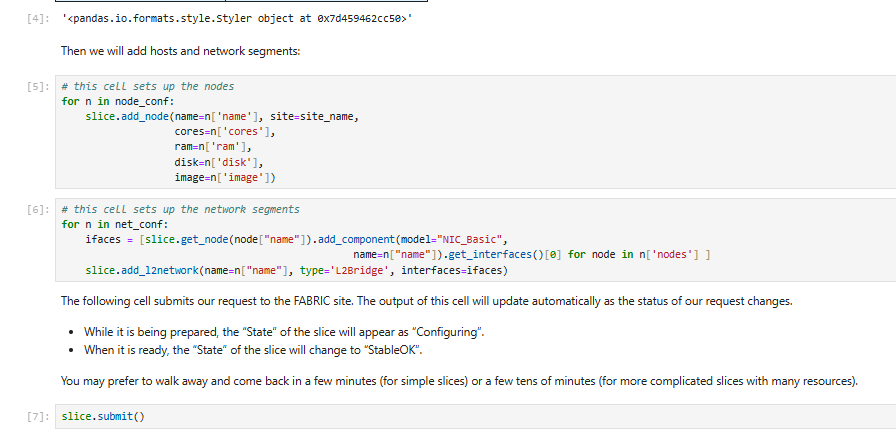 [4]: '<pandas.io.formats.style.Styler object at 0x7d459462cc50>'
Then we will add hosts and network segments:
[5]: # this cell sets up the nodes
for n in node_conf:
    slice.add_node(name=n['name'], site=site_name,
                   cores=n['cores'],
                   ram=n['ram'],
                   disk=n['disk'],
                   image=n['image'])
[6]: # this cell sets up the network segments
for n in net_conf:
    ifaces = [slice.get_node(node["name"]).add_component(model="NIC_Basic",
                                                 name=n["name"]).get_interfaces()[0] for node in n['nodes'] ]
    slice.add_l2network(name=n["name"], type='L2Bridge', interfaces=ifaces)
The following cell submits our request to the FABRIC site. The output of this cell will update automatically as the status of our request changes.
• While it is being prepared, the “State” of the slice will appear as “Configuring”.
• When it is ready, the “State” of the slice will change to “StableOK”.
You may prefer to walk away and come back in a few minutes (for simple slices) or a few tens of minutes (for more complicated slices with many resources).
[7]: slice.submit()